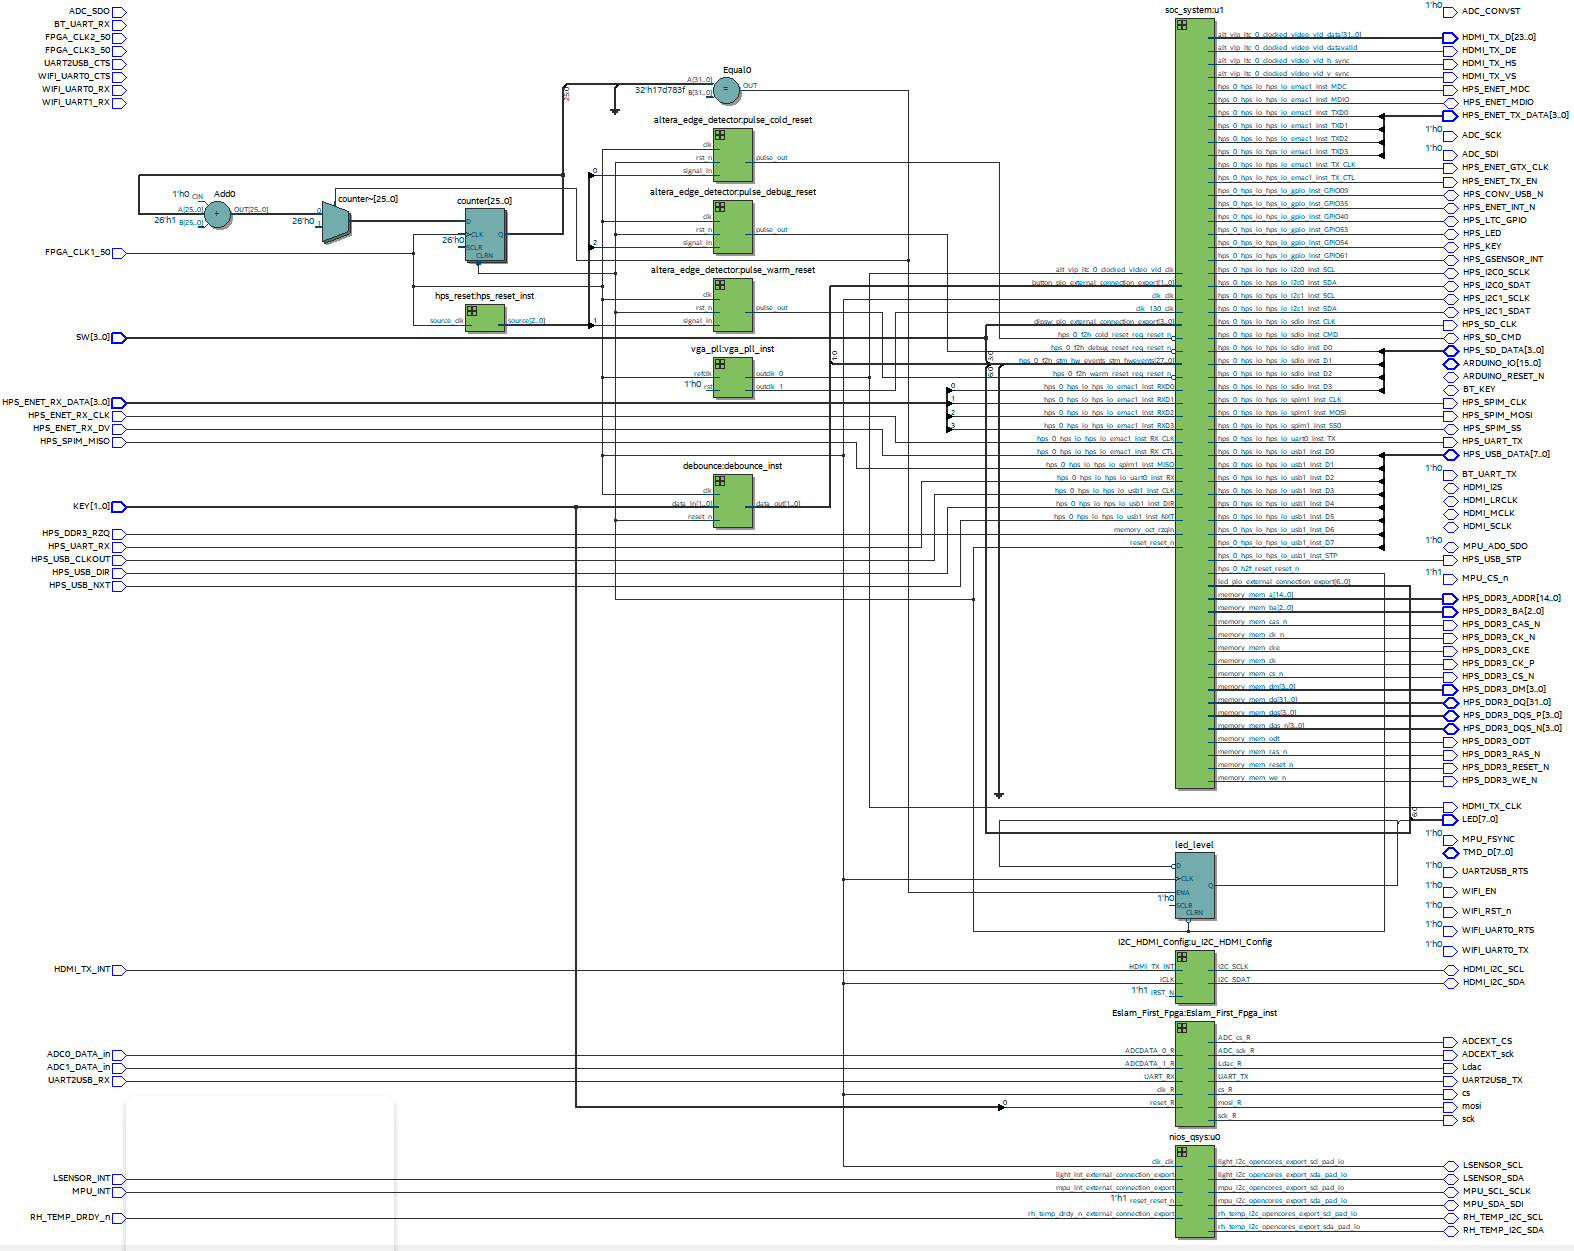 ADC_SDO
BT_UART_RX
FPGA_CLK2_50
FPGA_CLK3_50
UART2USB_CTS
WIFI_UART0_CTS
WIFI_UART0_RX
WIFI_UART1_RX
FPGA_CLK1_50
SW[3..0]
HPS_ENET_RX_DATA[3..0]
HPS_ENET_RX_CLK
HPS_ENET_RX_DV
HPS_SPIM_MISO
KEY[1..0]
HPS_DDR3_RZQ
HPS_UART_RX
HPS_USB_CLKOUT
HPS_USB_DIR
HPS_USB_NXT
HDMI_TX_INT
ADC0_DATA_in
ADC1_DATA_in
UART2USB_RX
LSENSOR_INT
MPU_INT
RH_TEMP_DRDY_n
Add0
1'h0 CIN
A[25..0]
26'h1 B[25..0]
OUT[25..0]
counter~[25..0]
0
26'h0 1
counter[25..0]
D
CLK
26'h0
SCLR
CLRN
Q
hps_reset:hps_reset_inst
source_clk
source[2..0]
25:0
Equal0
A[31..0]
32'h17d783f B[31..0]
=
OUT
altera_edge_detector:pulse_cold_reset
clk
rst_n
signal_in
pulse_out
0
altera_edge_detector:pulse_debug_reset
clk
rst_n
signal_in
pulse_out
2
altera_edge_detector:pulse_warm_reset
clk
rst_n
signal_in
pulse_out
1
vga_pll:vga_pll_inst
refclk
1'h0 rst
outclk_0
outclk_1
debounce:debounce_inst
clk
data_in[1..0]
reset_n
data_out[1..0]
1:0
3:0
6:0
0
1
2
3
soc_system:u1
alt_vip_itc_0_clocked_video_vid_clk
button_pio_external_connection_export[1..0]
clk_clk
clk_130_clk
dipsw_pio_external_connection_export[3..0]
hps_0_f2h_cold_reset_req_reset_n
hps_0_f2h_debug_reset_req_reset_n
hps_0_f2h_stm_hw_events_stm_hwevents[27..0]
hps_0_f2h_warm_reset_req_reset_n
hps_0_hps_io_hps_io_emac1_inst_RXD0
hps_0_hps_io_hps_io_emac1_inst_RXD1
hps_0_hps_io_hps_io_emac1_inst_RXD2
hps_0_hps_io_hps_io_emac1_inst_RXD3
hps_0_hps_io_hps_io_emac1_inst_RX_CLK
hps_0_hps_io_hps_io_emac1_inst_RX_CTL
hps_0_hps_io_hps_io_spim1_inst_MISO
hps_0_hps_io_hps_io_uart0_inst_RX
hps_0_hps_io_hps_io_usb1_inst_CLK
hps_0_hps_io_hps_io_usb1_inst_DIR
hps_0_hps_io_hps_io_usb1_inst_NXT
memory_oct_rzqin
reset_reset_n
alt_vip_itc_0_clocked_video_vid_data[31..0]
alt_vip_itc_0_clocked_video_vid_datavalid
alt_vip_itc_0_clocked_video_vid_h_sync
alt_vip_itc_0_clocked_video_vid_v_sync
hps_0_hps_io_hps_io_emac1_inst_MDC
hps_0_hps_io_hps_io_emac1_inst_MDIO
hps_0_hps_io_hps_io_emac1_inst_TXD0
hps_0_hps_io_hps_io_emac1_inst_TXD1
hps_0_hps_io_hps_io_emac1_inst_TXD2
hps_0_hps_io_hps_io_emac1_inst_TXD3
hps_0_hps_io_hps_io_emac1_inst_TX_CLK
hps_0_hps_io_hps_io_emac1_inst_TX_CTL
hps_0_hps_io_hps_io_gpio_inst_GPIO09
hps_0_hps_io_hps_io_gpio_inst_GPIO35
hps_0_hps_io_hps_io_gpio_inst_GPIO40
hps_0_hps_io_hps_io_gpio_inst_GPIO53
hps_0_hps_io_hps_io_gpio_inst_GPIO54
hps_0_hps_io_hps_io_gpio_inst_GPIO61
hps_0_hps_io_hps_io_i2c0_inst_SCL
hps_0_hps_io_hps_io_i2c0_inst_SDA
hps_0_hps_io_hps_io_i2c1_inst_SCL
hps_0_hps_io_hps_io_i2c1_inst_SDA
hps_0_hps_io_hps_io_sdio_inst_CLK
hps_0_hps_io_hps_io_sdio_inst_CMD
hps_0_hps_io_hps_io_sdio_inst_D0
hps_0_hps_io_hps_io_sdio_inst_D1
hps_0_hps_io_hps_io_sdio_inst_D2
hps_0_hps_io_hps_io_sdio_inst_D3
hps_0_hps_io_hps_io_spim1_inst_CLK
hps_0_hps_io_hps_io_spim1_inst_MOSI
hps_0_hps_io_hps_io_spim1_inst_SS0
hps_0_hps_io_hps_io_uart0_inst_TX
hps_0_hps_io_hps_io_usb1_inst_D0
hps_0_hps_io_hps_io_usb1_inst_D1
hps_0_hps_io_hps_io_usb1_inst_D2
hps_0_hps_io_hps_io_usb1_inst_D3
hps_0_hps_io_hps_io_usb1_inst_D4
hps_0_hps_io_hps_io_usb1_inst_D5
hps_0_hps_io_hps_io_usb1_inst_D6
hps_0_hps_io_hps_io_usb1_inst_D7
hps_0_hps_io_hps_io_usb1_inst_STP
hps_0_h2f_reset_reset_n
led_pio_external_connection_export[6..0]
memory_mem_a[14..0]
memory_mem_ba[2..0]
memory_mem_cas_n
memory_mem_ck_n
memory_mem_cke
memory_mem_ck
memory_mem_cs_n
memory_mem_dm[3..0]
memory_mem_dq[31..0]
memory_mem_dqs[3..0]
memory_mem_dqs_n[3..0]
memory_mem_odt
memory_mem_ras_n
memory_mem_reset_n
memory_mem_we_n
6:0
led_level
D
CLK
ENA
1'h0
SCLR
CLRN
Q
I2C_HDMI_Config:u_I2C_HDMI_Config
HDMI_TX_INT
iCLK
1'h1 iRST_N
I2C_SCLK
I2C_SDAT
Eslam_First_Fpga:Eslam_First_Fpga_inst
ADCDATA_0_R
ADCDATA_1_R
UART_RX
clk_R
0
reset_R
ADC_cs_R
ADC_sck_R
Ldac_R
UART_TX
cs_R
mosi_R
sck_R
nios_qsys:u0
clk_clk
light_int_external_connection_export
mpu_int_external_connection_export
1'h1 reset_reset_n
rh_temp_drdy_n_external_connection_export
light_i2c_opencores_export_scl_pad_io
light_i2c_opencores_export_sda_pad_io
mpu_i2c_opencores_export_scl_pad_io
mpu_i2c_opencores_export_sda_pad_io
rh_temp_i2c_opencores_export_scl_pad_io
rh_temp_i2c_opencores_export_sda_pad_io
1'h0 ADC_CONVST
HDMI_TX_D[23..0]
HDMI_TX_DE
HDMI_TX_HS
HDMI_TX_VS
HPS_ENET_MDC
HPS_ENET_MDIO
HPS_ENET_TX_DATA[3..0]
1'h0 ADC_SCK
1'h0 ADC_SDI
HPS_ENET_GTX_CLK
HPS_ENET_TX_EN
HPS_CONV_USB_N
HPS_ENET_INT_N
HPS_LTC_GPIO
HPS_LED
HPS_KEY
HPS_GSENSOR_INT
HPS_I2C0_SCLK
HPS_I2C0_SDAT
HPS_I2C1_SCLK
HPS_I2C1_SDAT
HPS_SD_CLK
HPS_SD_CMD
HPS_SD_DATA[3..0]
ARDUINO_IO[15..0]
ARDUINO_RESET_N
BT_KEY
HPS_SPIM_CLK
HPS_SPIM_MOSI
HPS_SPIM_SS
HPS_UART_TX
HPS_USB_DATA[7..0]
1'h0 BT_UART_TX
HDMI_I2S
HDMI_LRCLK
HDMI_MCLK
HDMI_SCLK
1'h0 MPU_AD0_SDO
HPS_USB_STP
1'h1 MPU_CS_n
HPS_DDR3_ADDR[14..0]
HPS_DDR3_BA[2..0]
HPS_DDR3_CAS_N
HPS_DDR3_CK_N
HPS_DDR3_CKE
HPS_DDR3_CK_P
HPS_DDR3_CS_N
HPS_DDR3_DM[3..0]
HPS_DDR3_DQ[31..0]
HPS_DDR3_DQS_P[3..0]
HPS_DDR3_DQS_N[3..0]
HPS_DDR3_ODT
HPS_DDR3_RAS_N
HPS_DDR3_RESET_N
HPS_DDR3_WE_N
HDMI_TX_CLK
LED[7..0]
1'h0 MPU_FSYNC
TMD_D[7..0]
1'h0 UART2USB_RTS
1'h0 WIFI_EN
1'h0 WIFI_RST_n
1'h0 WIFI_UART0_RTS
1'h0 WIFI_UART0_TX
HDMI_I2C_SCL
HDMI_I2C_SDA
ADCEXT_CS
ADCEXT_sck
Ldac
UART2USB_TX
cs
mosi
sck
LSENSOR_SCL
LSENSOR_SDA
MPU_SCL_SCLK
MPU_SDA_SDI
RH_TEMP_I2C_SCL
RH_TEMP_I2C_SDA